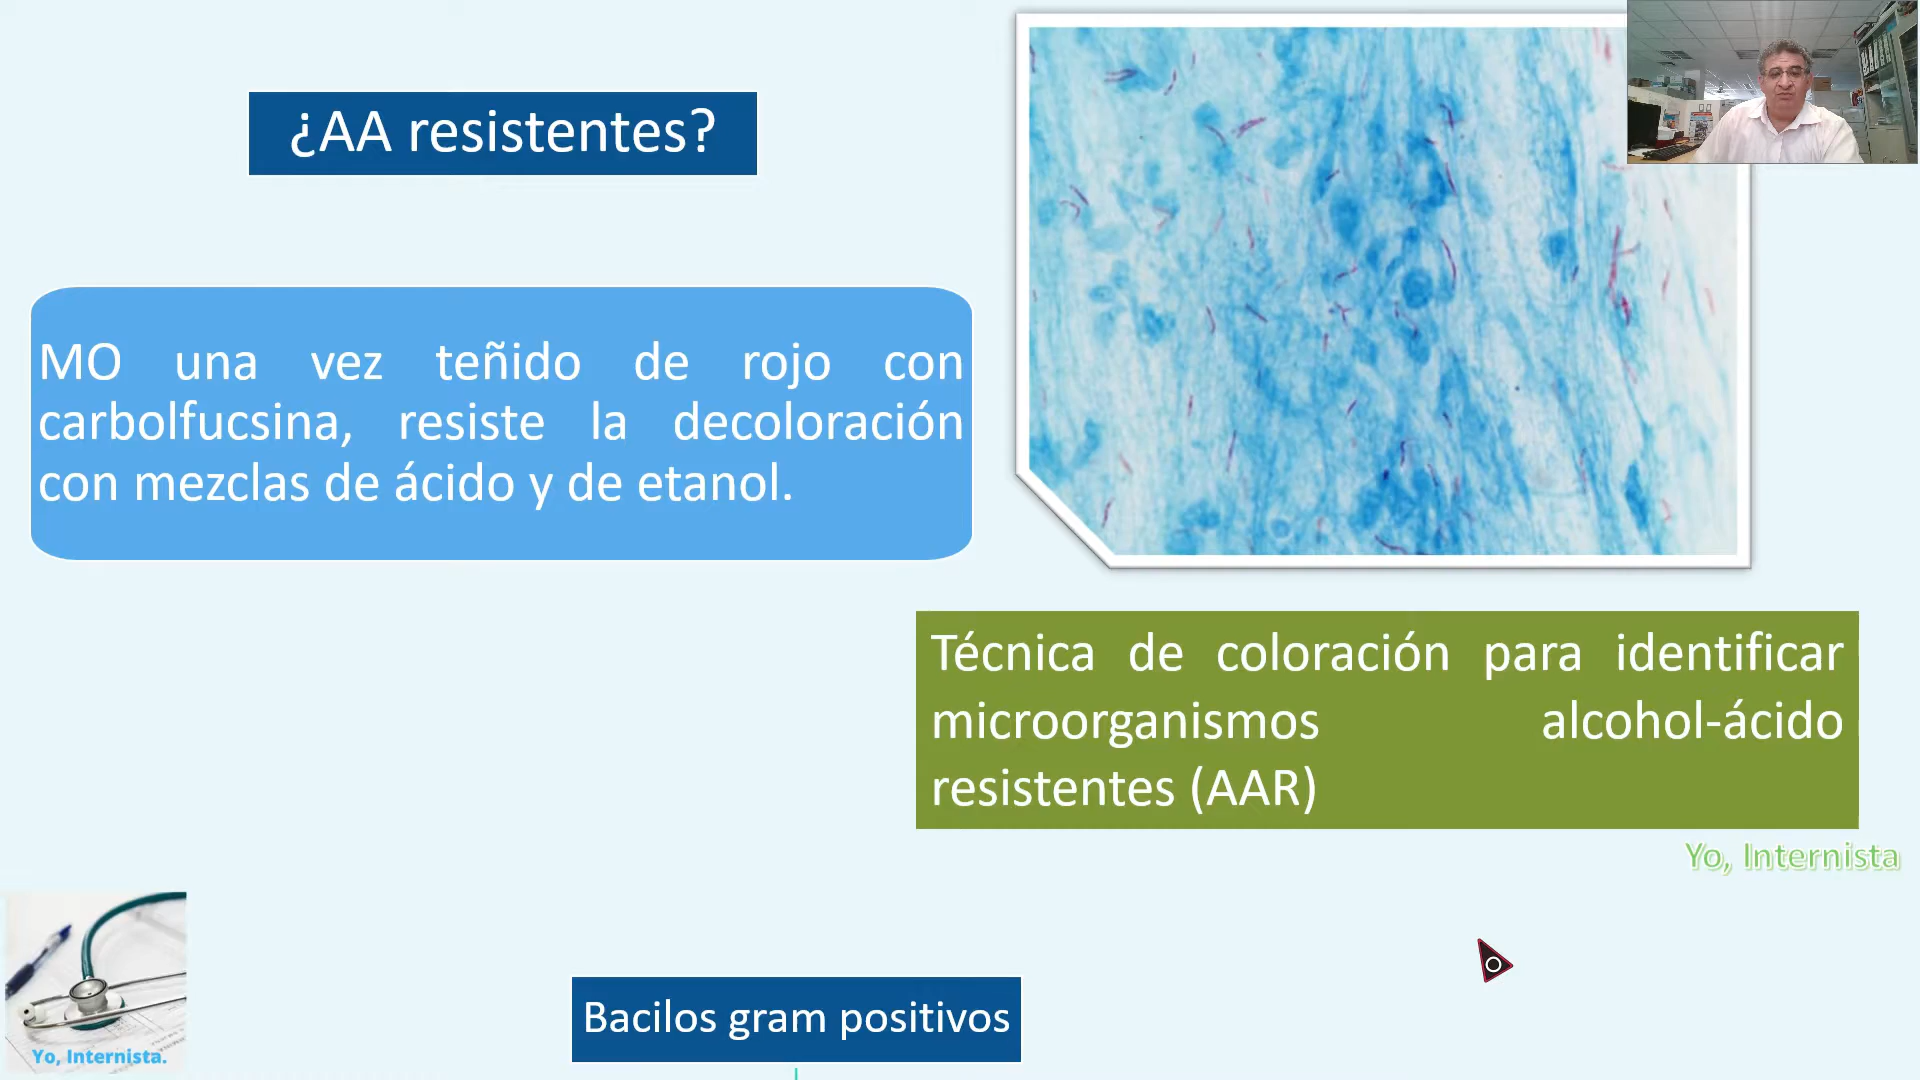 ¿AA resistentes?
MO una vez teñido de rojo con
carbolfucsina, resiste la decoloración
con mezclas de ácido y de etanol.
Técnica de coloración para identificar
microorganismos alcohol-ácido
resistentes (AAR)
Yo, Internista
Yo, Internista.
Bacilos gram positivos